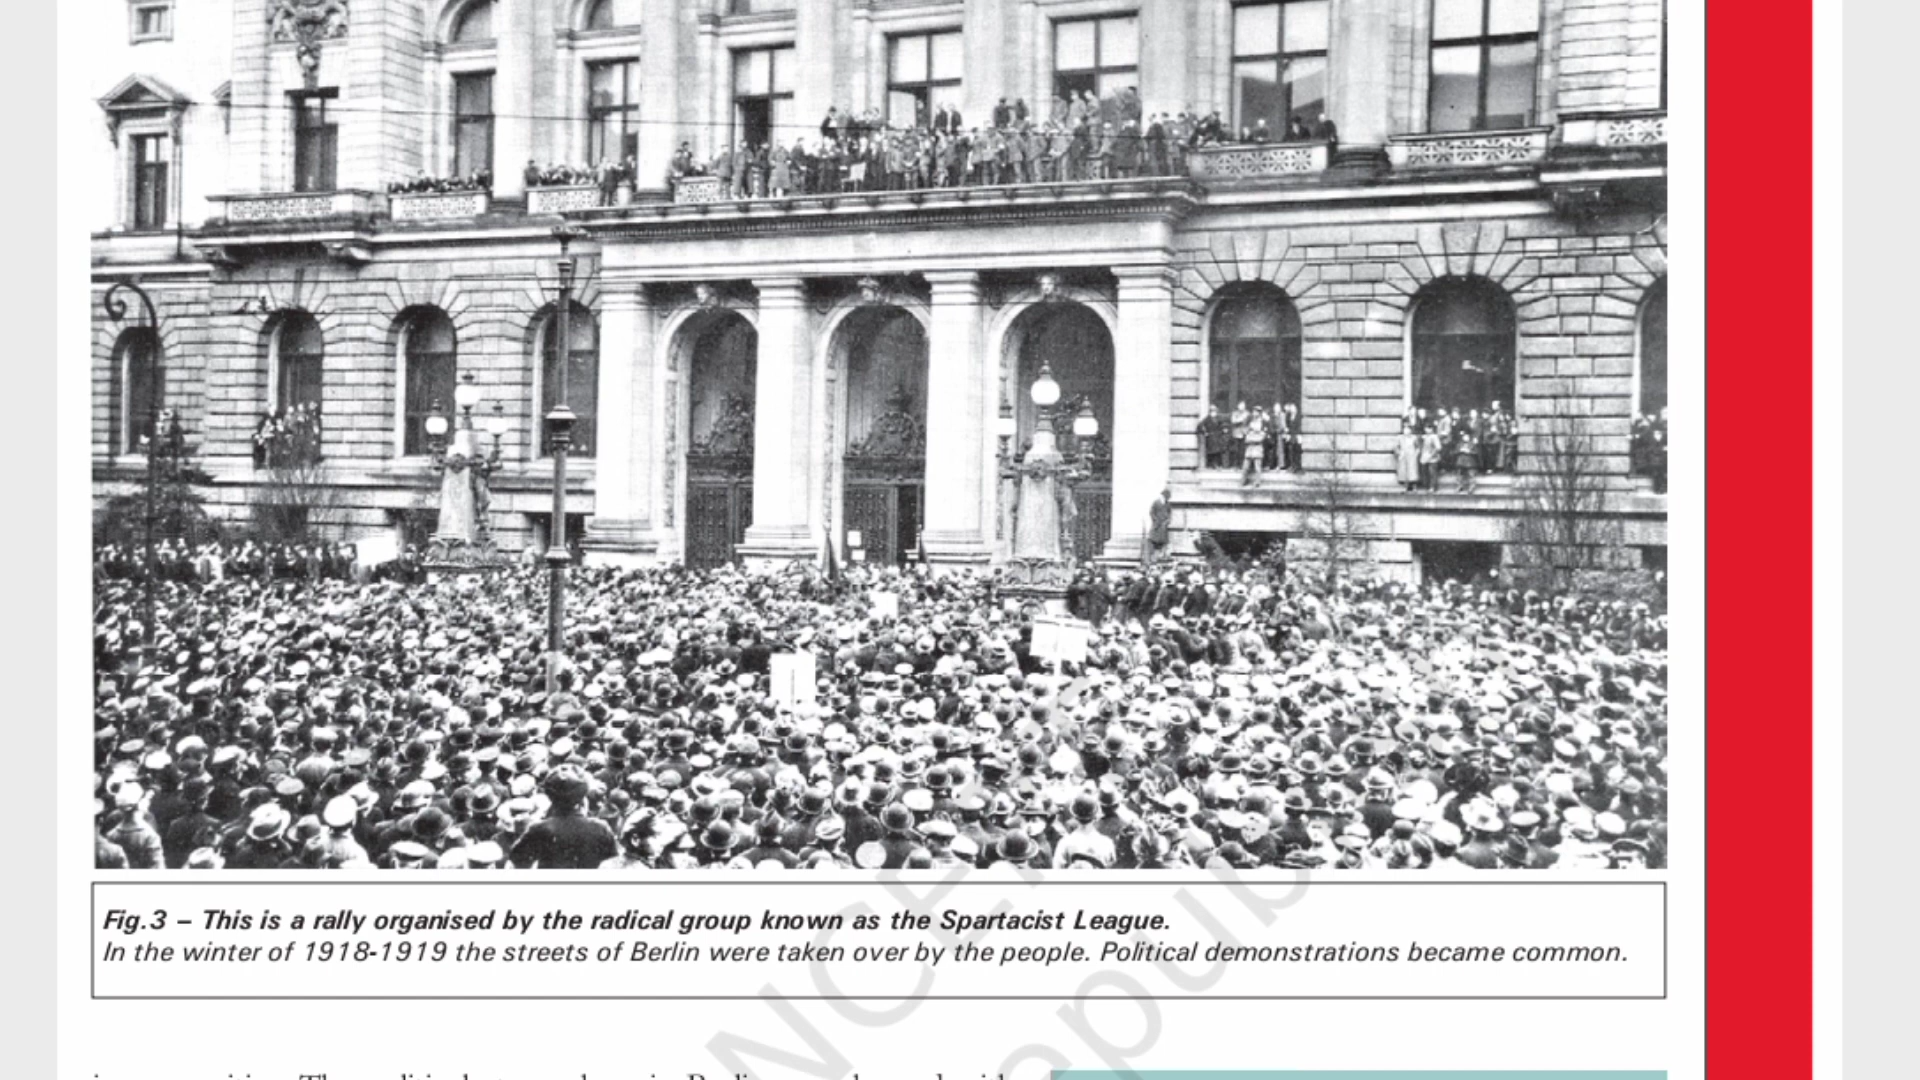 Fig.3 – This is a rally organised by the radical group known as the Spartacist League.
In the winter of 1918-1919 the streets of Berlin were taken over by the people. Political demonstrations became common.